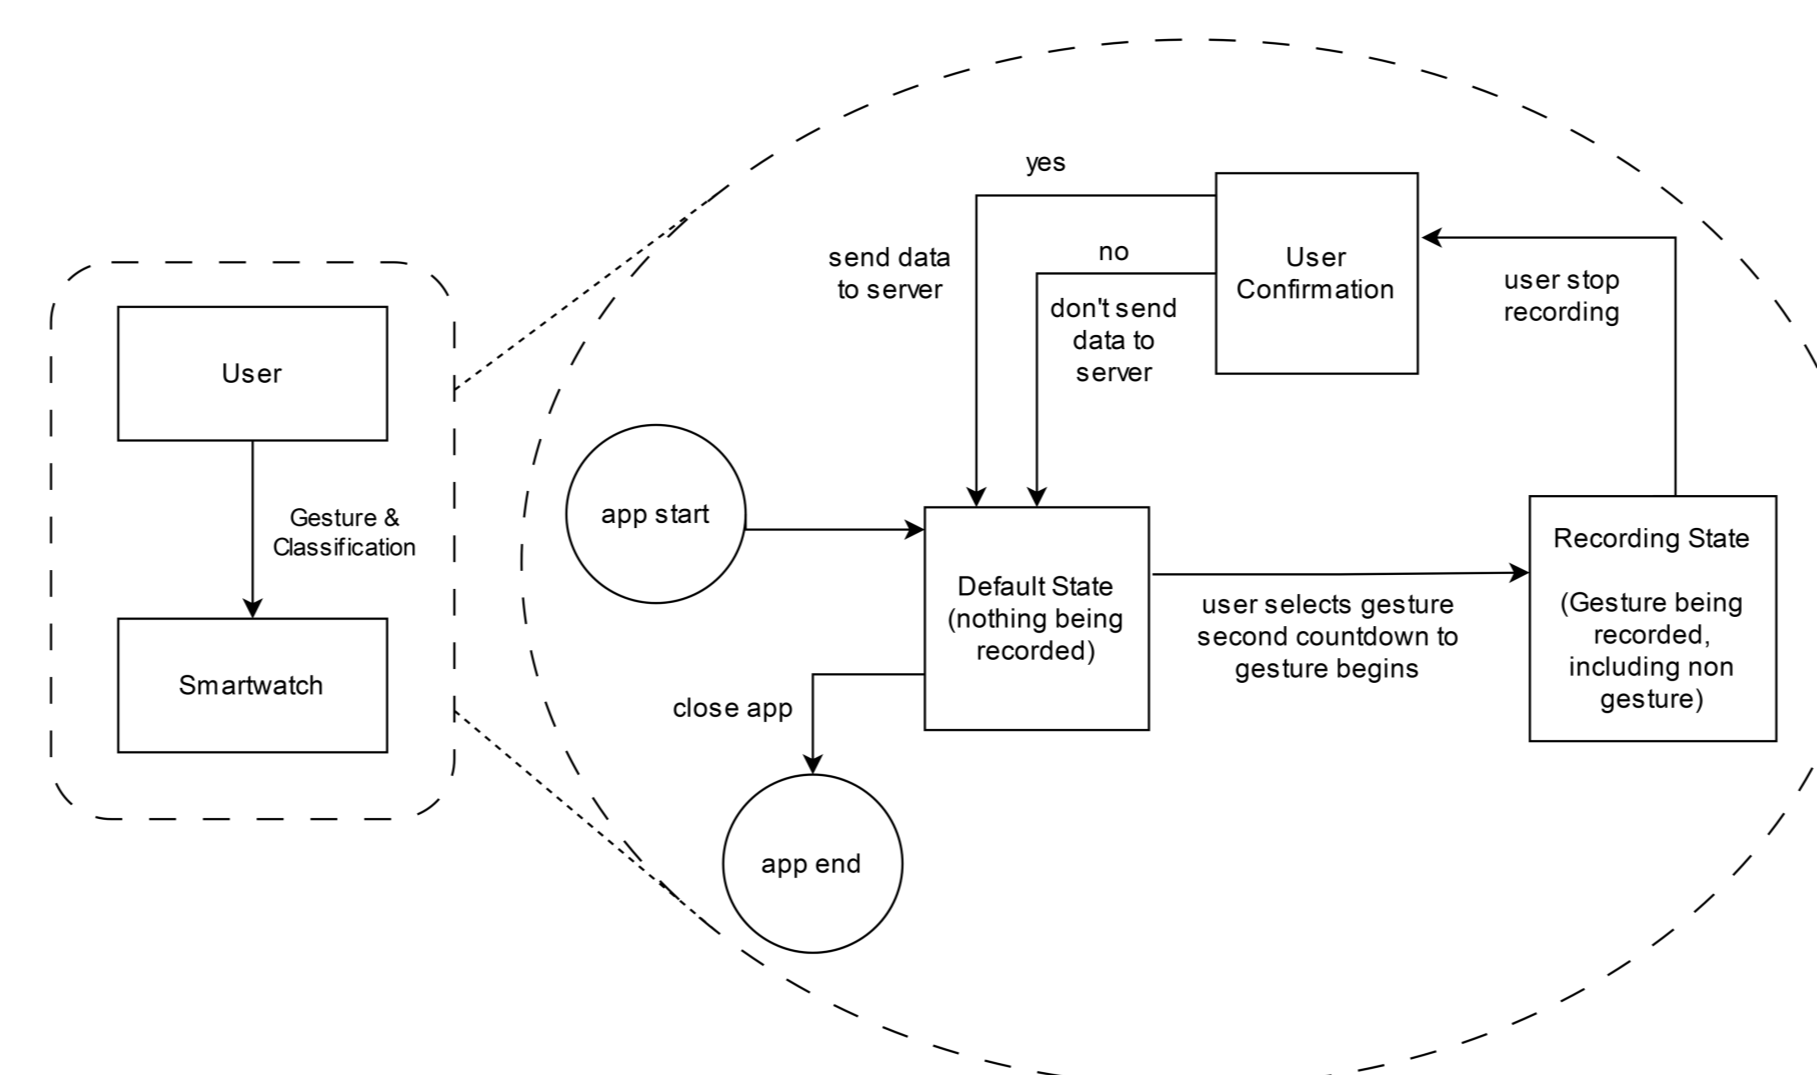 User
Gesture &
Classification
Smartwatch
yes
send data
to server
no
don't send
data to
server
User
Confirmation
user stop
recording
app start
Default State
(nothing being
recorded)
user selects gesture
second countdown to
gesture begins
Recording State
(Gesture being
recorded,
including non
gesture)
close app
app end